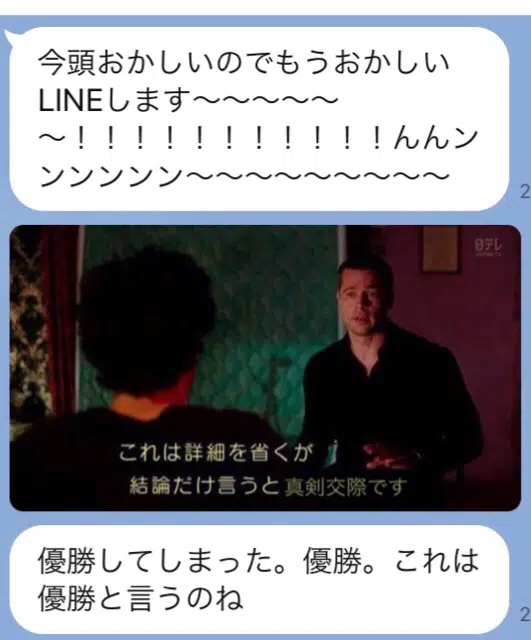 今頭おかしいのでもうおかしい
LINEします〜〜〜〜〜
〜！！！！！！！！！！！んんン
ンンンンン〜〜〜〜〜〜〜〜〜
2
日テレ
これは詳細を省くが
結論だけ言うと真剣交際です
優勝してしまった。優勝。これは
優勝と言うのね
2